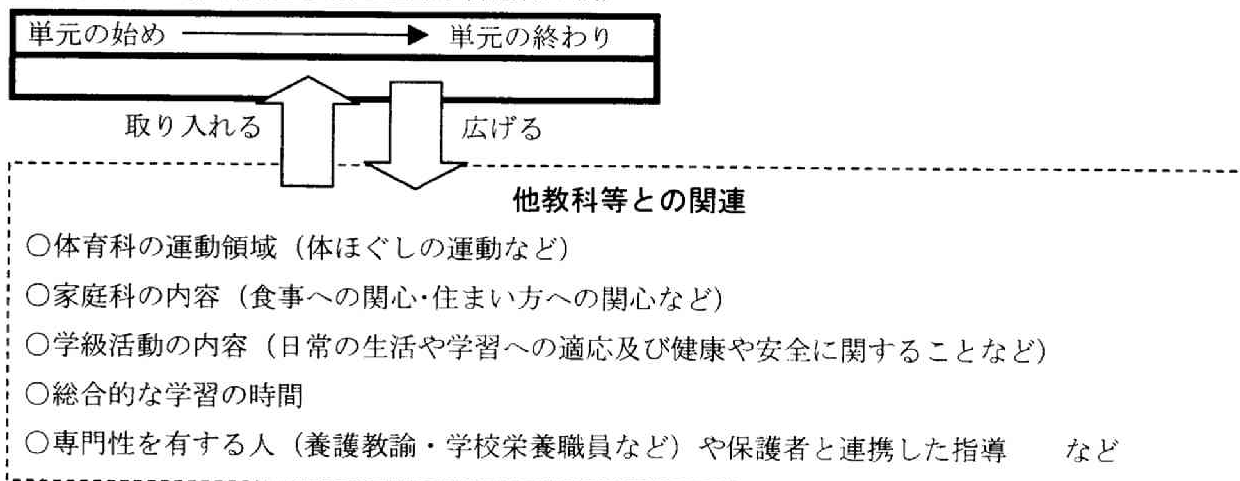 単元の始め 単元の終わり
取り入れる 広げる
他教科等との関連
○体育科の運動領域（体ほぐしの運動など）
○家庭科の内容（食事への関心・住まい方への関心など）
○学級活動の内容（日常の生活や学習への適応及び健康や安全に関することなど）
○総合的な学習の時間
○専門性を有する人（養護教諭・学校栄養職員など）や保護者と連携した指導　　など